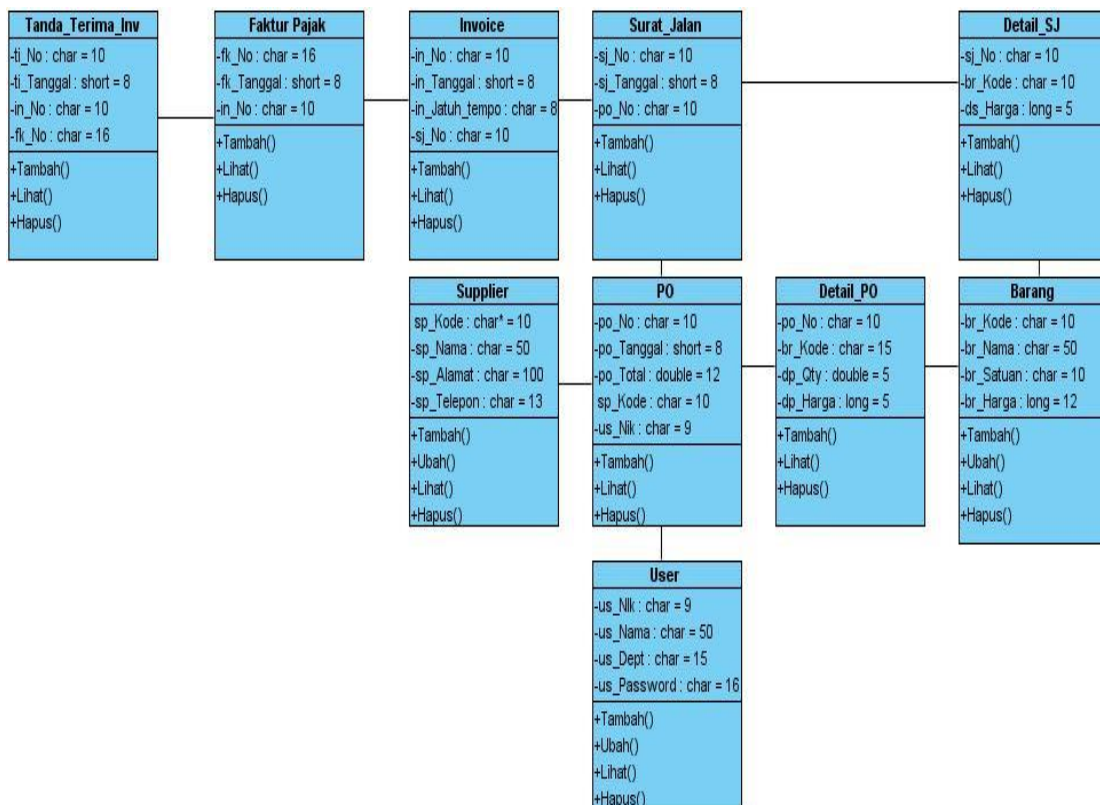 Tanda_Terima_Inv
-ti_No : char = 10
-ti_Tanggal : short = 8
-in_No : char = 10
-fk_No : char = 16
+Tambah()
+Lihat()
+Hapus()
Faktur Pajak
-fk_No : char = 16
-fk_Tanggal : short = 8
-in_No : char = 10
+Tambah()
+Lihat()
+Hapus()
Invoice
-in_No : char = 10
-in_Tanggal : short = 8
-in_Jatuh_tempo : char = 8
-sj_No : char = 10
+Tambah()
+Lihat()
+Hapus()
Surat_Jalan
-sj_No : char = 10
-sj_Tanggal : short = 8
-po_No : char = 10
+Tambah()
+Lihat()
+Hapus()
Detail_SJ
-sj_No : char = 10
-br_Kode : char = 10
-ds_Harga : long = 5
+Tambah()
+Lihat()
+Hapus()
Supplier
sp_Kode : char* = 10
-sp_Nama : char = 50
-sp_Alamat : char = 100
-sp_Telepon : char = 13
+Tambah()
+Ubah()
+Lihat()
+Hapus()
PO
-po_No : char = 10
-po_Tanggal : short = 8
-po_Total : double = 12
sp_Kode : char = 10
-us_Nik : char = 9
+Tambah()
+Lihat()
+Hapus()
Detail_PO
-po_No : char = 10
-br_Kode : char = 15
-dp_Qty : double = 5
-dp_Harga : long = 5
+Tambah()
+Lihat()
+Hapus()
Barang
-br_Kode : char = 10
-br_Nama : char = 50
-br_Satuan : char = 10
-br_Harga : long = 12
+Tambah()
+Ubah()
+Lihat()
+Hapus()
User
-us_NIk : char = 9
-us_Nama : char = 50
-us_Dept : char = 15
-us_Password : char = 16
+Tambah()
+Ubah()
+Lihat()
+Hapus()